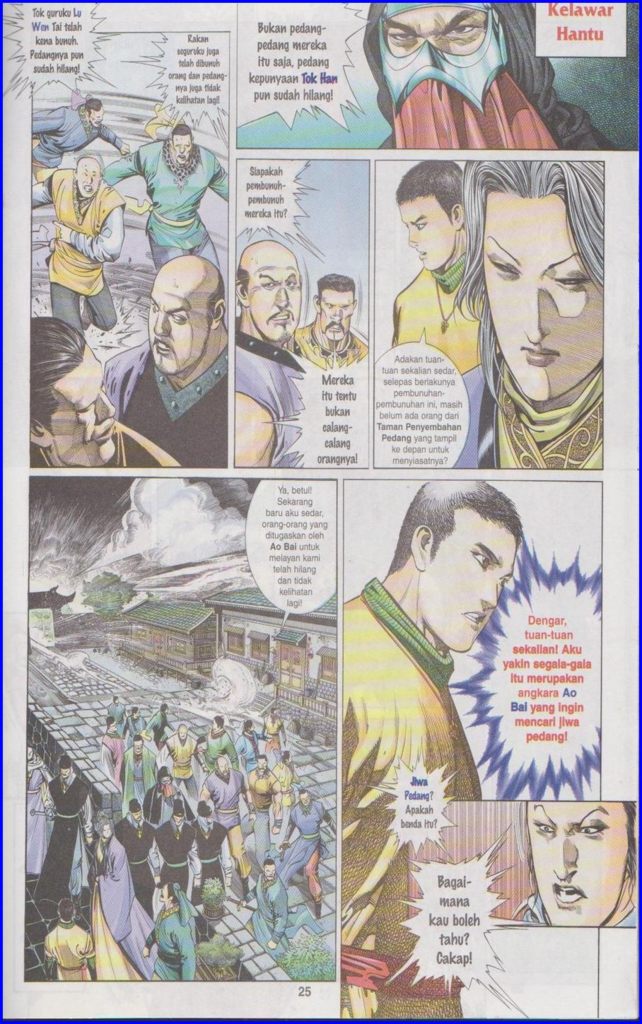 Tok guruku Lu
Wen Tai telah
kena bunuh.
Pedangnya pun
sudah hilang!
Rakan
seguruku juga
telah dibunuh
orang dan pedang-
nya juga tidak
kelihatan lagi!
Bukan pedang-
pedang mereka
itu saja, pedang
kepunyaan Tok Han
pun sudah hilang!
Kelawar
Hantu
Siapakah
pembunuh-
pembunuh
mereka itu?
Mereka
itu tentu
bukan
calang-
calang
orangnya!
Adakan tuan-
tuan sekalian sedar,
selepas berlakunya
pembunuhan-
pembunuhan ini, masih
belum ada orang dari
Taman Penyembahan
Pedang yang tampil
ke depan untuk
menyiasatnya?
Ya, betul!
Sekarang
baru aku sedar,
orang-orang yang
ditugaskan oleh
Ao Bai untuk
melayan kami
telah hilang
dan tidak
kelihatan
lagi!
Dengar,
tuan-tuan
sekalian! Aku
yakin segala-gala
itu merupakan
angkara Ao
Bai yang ingin
mencari jiwa
pedang!
Jiwa
Pedang?
Apakah
benda itu?
Bagai-
mana
kau boleh
tahu?
Cakap!
25